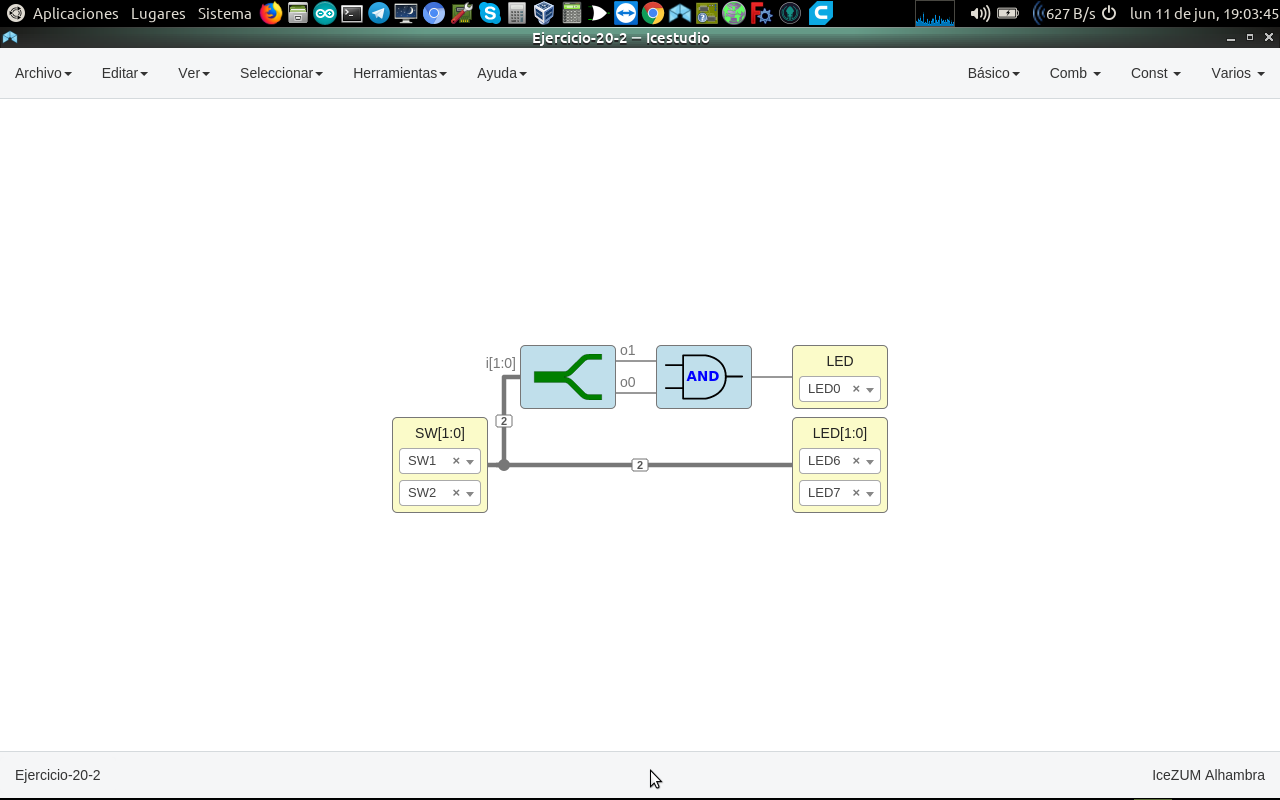 Aplicaciones Lugares Sistema 627 B/s lun 11 de jun, 19:03:45
Ejercicio-20-2 — Icestudio
Archivo Editar Ver Seleccionar Herramientas Ayuda Básico Comb Const Varios
i[1:0]
o1
o0
AND
LED
LED0 ×
2
SW[1:0]
SW1 ×
SW2 ×
2
LED[1:0]
LED6 ×
LED7 ×
Ejercicio-20-2 IceZUM Alhambra